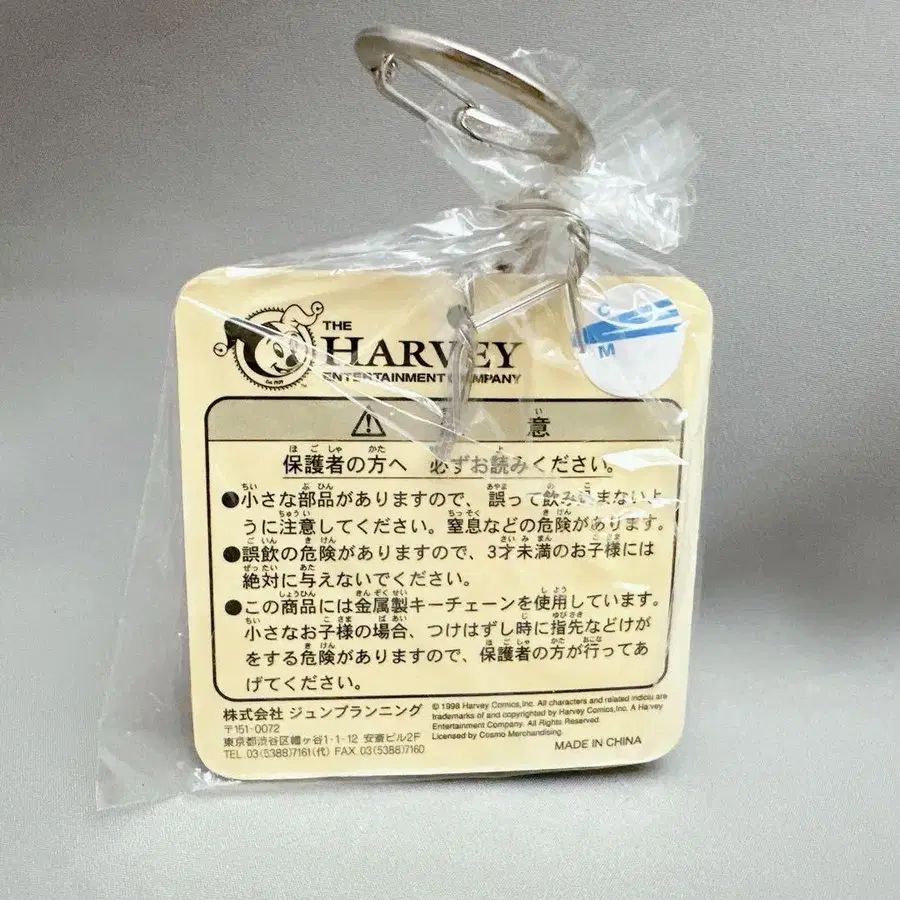 THE
HARVEY
ENTERTAINMENT COMPANY
C
M
意
保護者の方へ 必ずお読みください。
●小さな部品がありますので、誤って飲み込まないよ
うに注意してください。窒息などの危険があります。
●誤飲の危険がありますので、3才未満のお子様には
絶対に与えないでください。
●この商品には金属製キーチェーンを使用しています。
小さなお子様の場合、つけはずし時に指先などけが
をする危険がありますので、保護者の方が行ってあ
げてください。
株式会社 ジュンプランニング
〒151-0072
東京都渋谷区幡ヶ谷1-1-12 安斎ビル2F
TEL.03(5388)7161(代) FAX.03(5388)7160
© 1998 Harvey Comics,Inc. All characters and related indicia are
trademarks of and copyrighted by Harvey Comics,Inc. A Harvey
Entertainment Company. All Rights Reserved.
Licensed by Cosmo Merchandising.
MADE IN CHINA